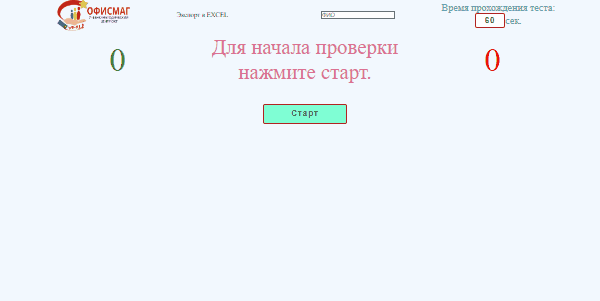 ОФИСМАГ
Экспорт в EXCEL
ФИО
Время прохождения теста:
60 сек.
0
Для начала проверки
нажмите старт.
0
Старт